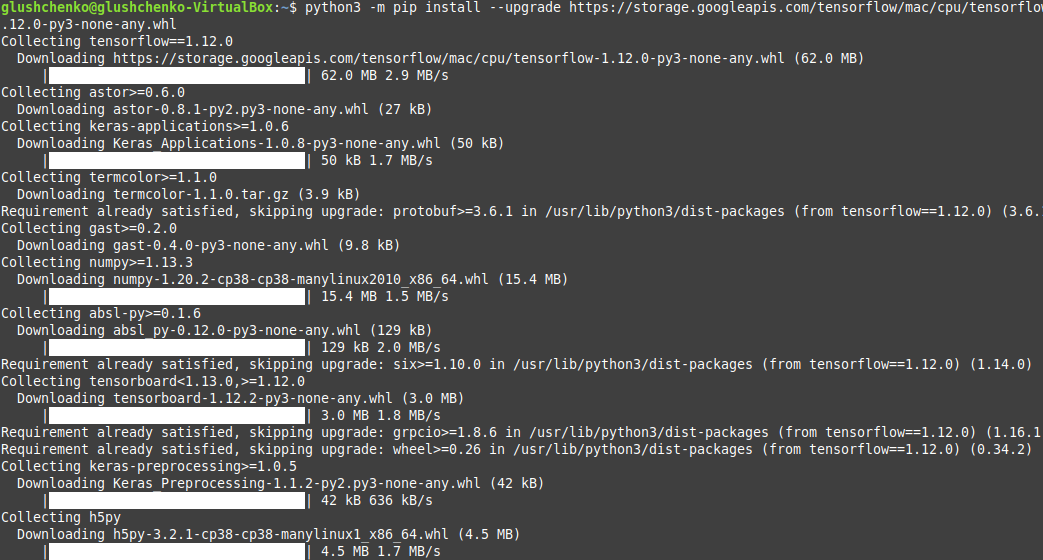 glushchenko@glushchenko-VirtualBox:~$ python3 -m pip install --upgrade https://storage.googleapis.com/tensorflow/mac/cpu/tensorflow
.12.0-py3-none-any.whl
Collecting tensorflow==1.12.0
Downloading https://storage.googleapis.com/tensorflow/mac/cpu/tensorflow-1.12.0-py3-none-any.whl (62.0 MB)
| | 62.0 MB 2.9 MB/s
Collecting astor>=0.6.0
Downloading astor-0.8.1-py2.py3-none-any.whl (27 kB)
Collecting keras-applications>=1.0.6
Downloading Keras_Applications-1.0.8-py3-none-any.whl (50 kB)
| | 50 kB 1.7 MB/s
Collecting termcolor>=1.1.0
Downloading termcolor-1.1.0.tar.gz (3.9 kB)
Requirement already satisfied, skipping upgrade: protobuf>=3.6.1 in /usr/lib/python3/dist-packages (from tensorflow==1.12.0) (3.6.
Collecting gast>=0.2.0
Downloading gast-0.4.0-py3-none-any.whl (9.8 kB)
Collecting numpy>=1.13.3
Downloading numpy-1.20.2-cp38-cp38-manylinux2010_x86_64.whl (15.4 MB)
| | 15.4 MB 1.5 MB/s
Collecting absl-py>=0.1.6
Downloading absl_py-0.12.0-py3-none-any.whl (129 kB)
| | 129 kB 2.0 MB/s
Requirement already satisfied, skipping upgrade: six>=1.10.0 in /usr/lib/python3/dist-packages (from tensorflow==1.12.0) (1.14.0)
Collecting tensorboard<1.13.0,>=1.12.0
Downloading tensorboard-1.12.2-py3-none-any.whl (3.0 MB)
| | 3.0 MB 1.8 MB/s
Requirement already satisfied, skipping upgrade: grpcio>=1.8.6 in /usr/lib/python3/dist-packages (from tensorflow==1.12.0) (1.16.1
Requirement already satisfied, skipping upgrade: wheel>=0.26 in /usr/lib/python3/dist-packages (from tensorflow==1.12.0) (0.34.2)
Collecting keras-preprocessing>=1.0.5
Downloading Keras_Preprocessing-1.1.2-py2.py3-none-any.whl (42 kB)
| | 42 kB 636 kB/s
Collecting h5py
Downloading h5py-3.2.1-cp38-cp38-manylinux1_x86_64.whl (4.5 MB)
| | 4.5 MB 1.7 MB/s